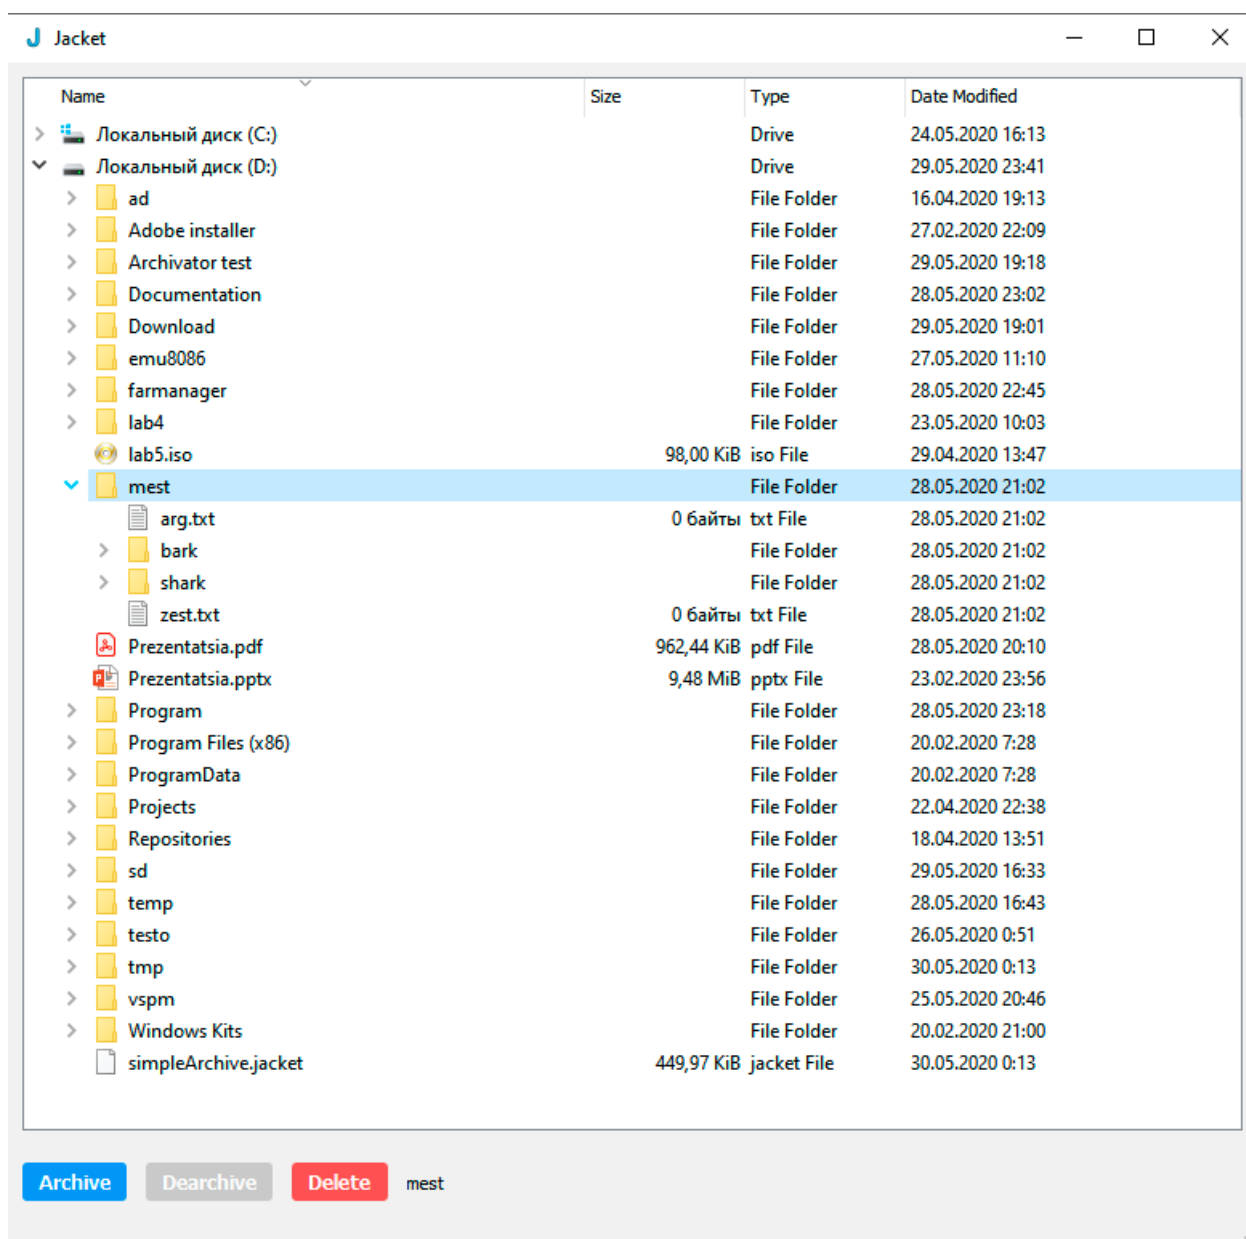 Jacket
Name Size Type Date Modified
Локальный диск (C:) Drive 24.05.2020 16:13
Локальный диск (D:) Drive 29.05.2020 23:41
ad File Folder 16.04.2020 19:13
Adobe installer File Folder 27.02.2020 22:09
Archivator test File Folder 29.05.2020 19:18
Documentation File Folder 28.05.2020 23:02
Download File Folder 29.05.2020 19:01
emu8086 File Folder 27.05.2020 11:10
farmanager File Folder 28.05.2020 22:45
lab4 File Folder 23.05.2020 10:03
lab5.iso 98,00 KiB iso File 29.04.2020 13:47
mest File Folder 28.05.2020 21:02
arg.txt 0 байты txt File 28.05.2020 21:02
bark File Folder 28.05.2020 21:02
shark File Folder 28.05.2020 21:02
zest.txt 0 байты txt File 28.05.2020 21:02
Prezentatsia.pdf 962,44 KiB pdf File 28.05.2020 20:10
Prezentatsia.pptx 9,48 MiB pptx File 23.02.2020 23:56
Program File Folder 28.05.2020 23:18
Program Files (x86) File Folder 20.02.2020 7:28
ProgramData File Folder 20.02.2020 7:28
Projects File Folder 22.04.2020 22:38
Repositories File Folder 18.04.2020 13:51
sd File Folder 29.05.2020 16:33
temp File Folder 28.05.2020 16:43
testo File Folder 26.05.2020 0:51
tmp File Folder 30.05.2020 0:13
vspm File Folder 25.05.2020 20:46
Windows Kits File Folder 20.02.2020 21:00
simpleArchive.jacket 449,97 KiB jacket File 30.05.2020 0:13
Archive Dearchive Delete mest